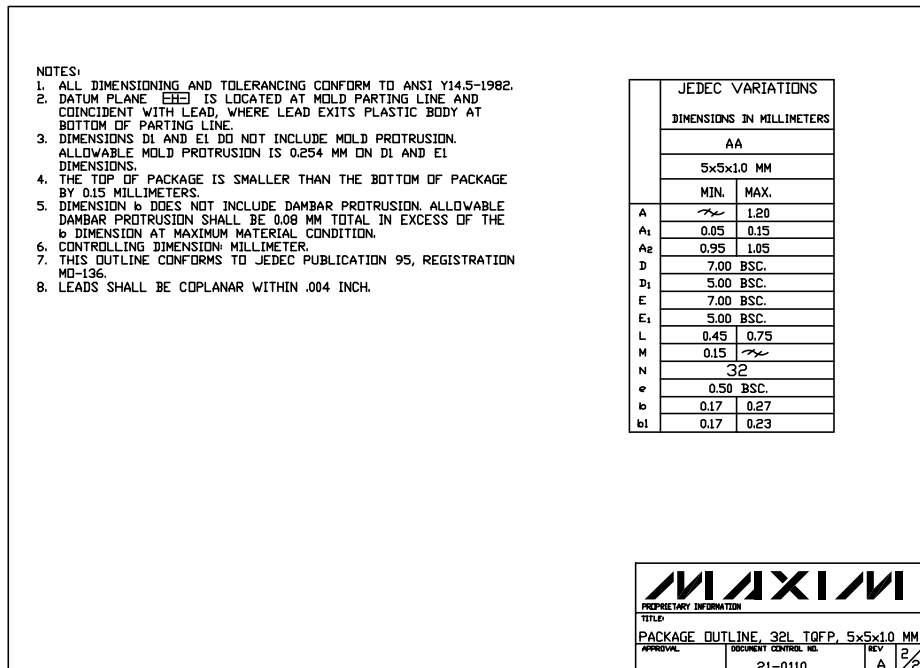 NOTES:
1. ALL DIMENSIONING AND TOLERANCING CONFORM TO ANSI Y14.5-1982.
2. DATUM PLANE -H- IS LOCATED AT MOLD PARTING LINE AND
COINCIDENT WITH LEAD, WHERE LEAD EXITS PLASTIC BODY AT
BOTTOM OF PARTING LINE.
3. DIMENSIONS D1 AND E1 DO NOT INCLUDE MOLD PROTRUSION.
ALLOWABLE MOLD PROTRUSION IS 0.254 MM ON D1 AND E1
DIMENSIONS.
4. THE TOP OF PACKAGE IS SMALLER THAN THE BOTTOM OF PACKAGE
BY 0.15 MILLIMETERS.
5. DIMENSION b DOES NOT INCLUDE DAMBAR PROTRUSION. ALLOWABLE
DAMBAR PROTRUSION SHALL BE 0.08 MM TOTAL IN EXCESS OF THE
b DIMENSION AT MAXIMUM MATERIAL CONDITION.
6. CONTROLLING DIMENSION: MILLIMETER.
7. THIS OUTLINE CONFORMS TO JEDEC PUBLICATION 95, REGISTRATION
MO-136.
8. LEADS SHALL BE COPLANAR WITHIN .004 INCH.
JEDEC VARIATIONS
DIMENSIONS IN MILLIMETERS
AA
5x5x1.0 MM
MIN. MAX.
A 1.20
A1 0.05 0.15
A2 0.95 1.05
D 7.00 BSC.
D1 5.00 BSC.
E 7.00 BSC.
E1 5.00 BSC.
L 0.45 0.75
M 0.15
N 32
e 0.50 BSC.
b 0.17 0.27
b1 0.17 0.23
MAXIM
PROPRIETARY INFORMATION
TITLE:
PACKAGE OUTLINE, 32L TQFP, 5x5x1.0 MM
APPROVAL DOCUMENT CONTROL NO. REV
21-0110 A 2/2